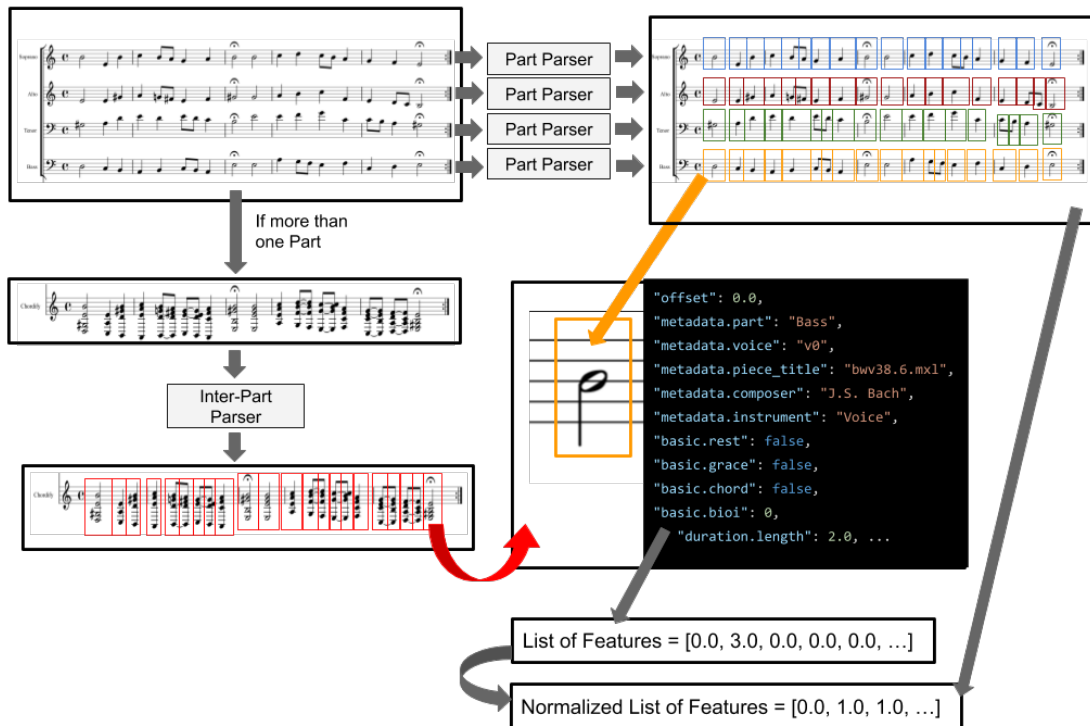 Soprano
Alto
Tenor
Bass
Part Parser
Part Parser
Part Parser
Part Parser
Soprano
Alto
Tenor
Bass
If more than
one Part
Chordify
Inter-Part
Parser
Chordify
"offset": 0.0,
"metadata.part": "Bass",
"metadata.voice": "v0",
"metadata.piece_title": "bwv38.6.mxl",
"metadata.composer": "J.S. Bach",
"metadata.instrument": "Voice",
"basic.rest": false,
"basic.grace": false,
"basic.chord": false,
"basic.bioi": 0,
"duration.length": 2.0, ...
List of Features = [0.0, 3.0, 0.0, 0.0, 0.0, …]
Normalized List of Features = [0.0, 1.0, 1.0, …]